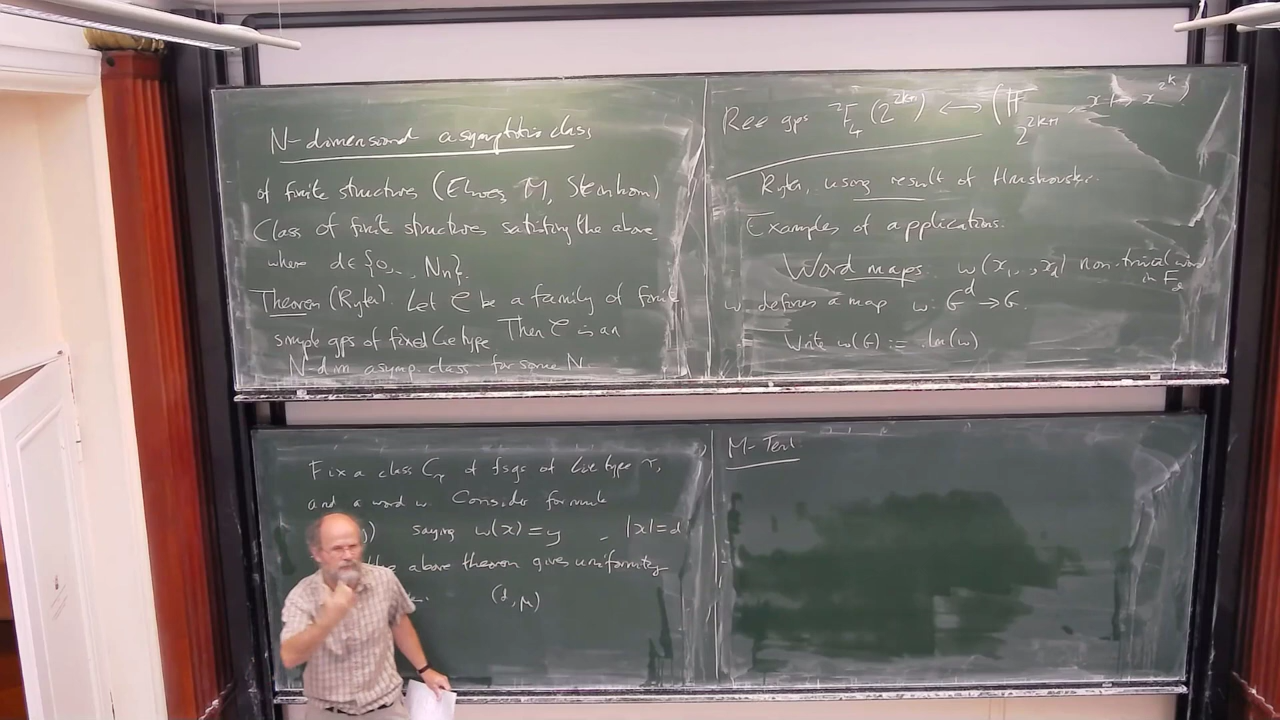 N-dimensional asymptotic class
of finite structures (Elwes, M, Steinhorn)
Class of finite structures satisfying the above,
where d∈{0,..., Nn}.
Theorem (Ryten). Let C be a family of finite
simple gps of fixed Lie type. Then C is an
N-dim asymp. class for some N.
Ree gps ²F₄(2^{2k+1}) ↔ (F_{2^{2k+1}}, x ↦ x^{2^k})
Ryten, using result of Hrushovski.
Examples of applications.
Word maps. w(x₁,.., x_d) non-trivial word
in F_d
w defines a map w: G^d → G.
Write w(G) := Im(w)
Fix a class C_τ of fsgs of Lie type τ,
and a word w. Consider formula
y) saying w(x) = y |x|=d
the above theorem gives uniformity
(d, μ)
M-Tent